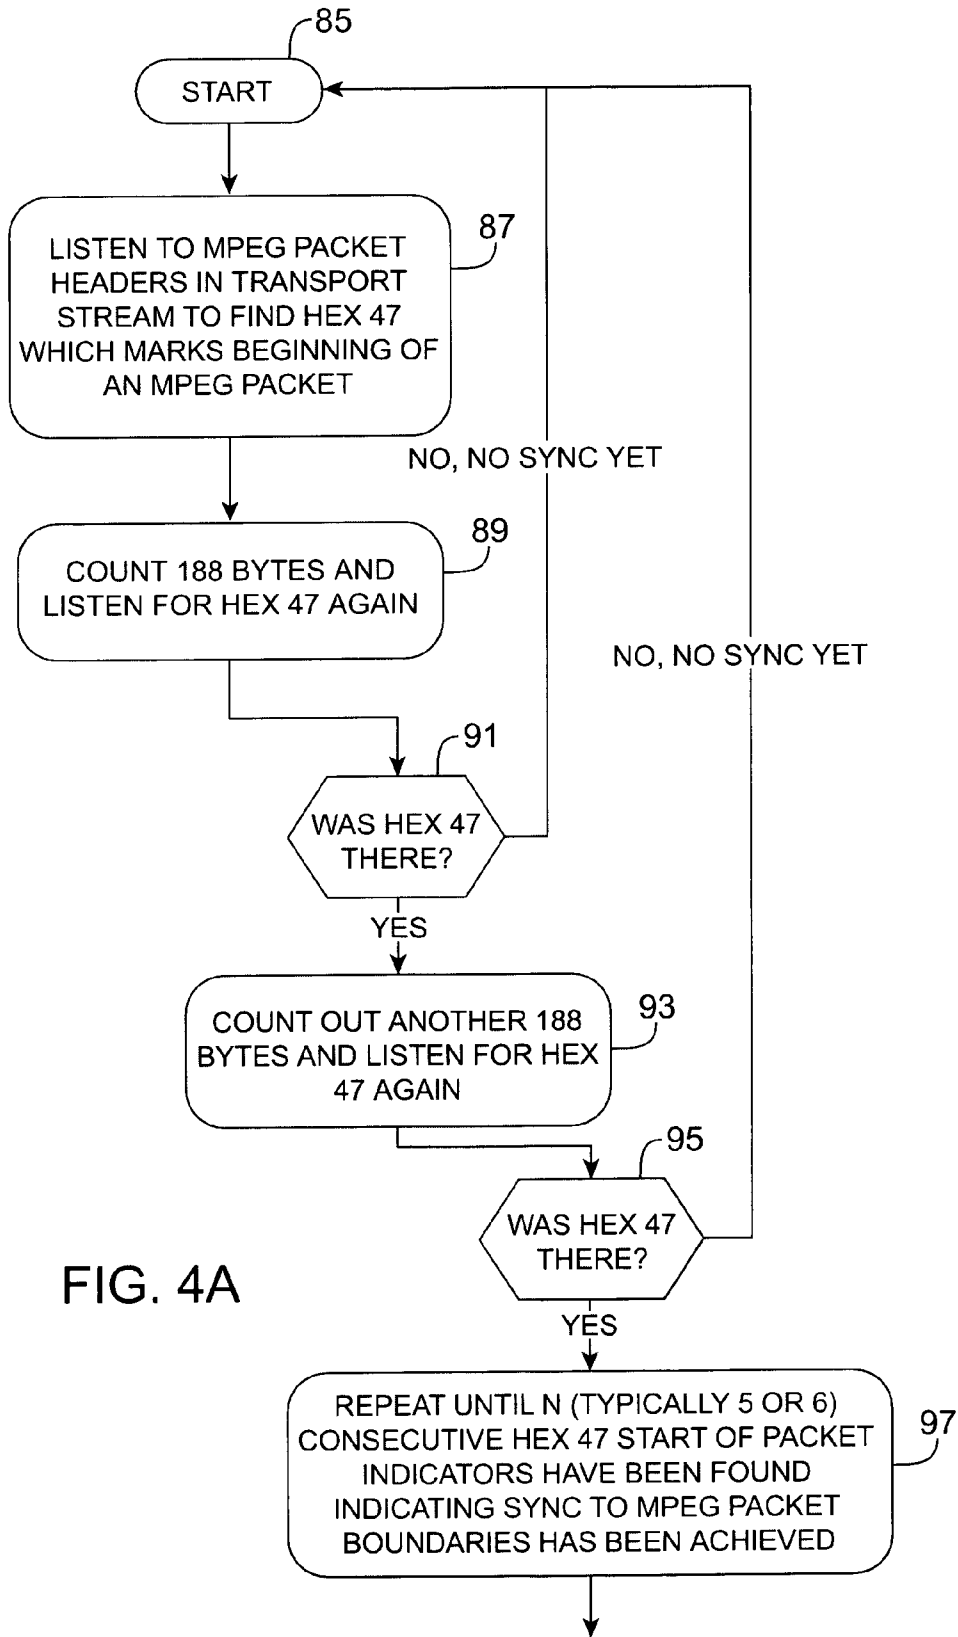 85
START
87
LISTEN TO MPEG PACKET
HEADERS IN TRANSPORT
STREAM TO FIND HEX 47
WHICH MARKS BEGINNING OF
AN MPEG PACKET
NO, NO SYNC YET
89
COUNT 188 BYTES AND
LISTEN FOR HEX 47 AGAIN
NO, NO SYNC YET
91
WAS HEX 47
THERE?
YES
93
COUNT OUT ANOTHER 188
BYTES AND LISTEN FOR HEX
47 AGAIN
95
WAS HEX 47
THERE?
FIG. 4A
YES
97
REPEAT UNTIL N (TYPICALLY 5 OR 6)
CONSECUTIVE HEX 47 START OF PACKET
INDICATORS HAVE BEEN FOUND
INDICATING SYNC TO MPEG PACKET
BOUNDARIES HAS BEEN ACHIEVED